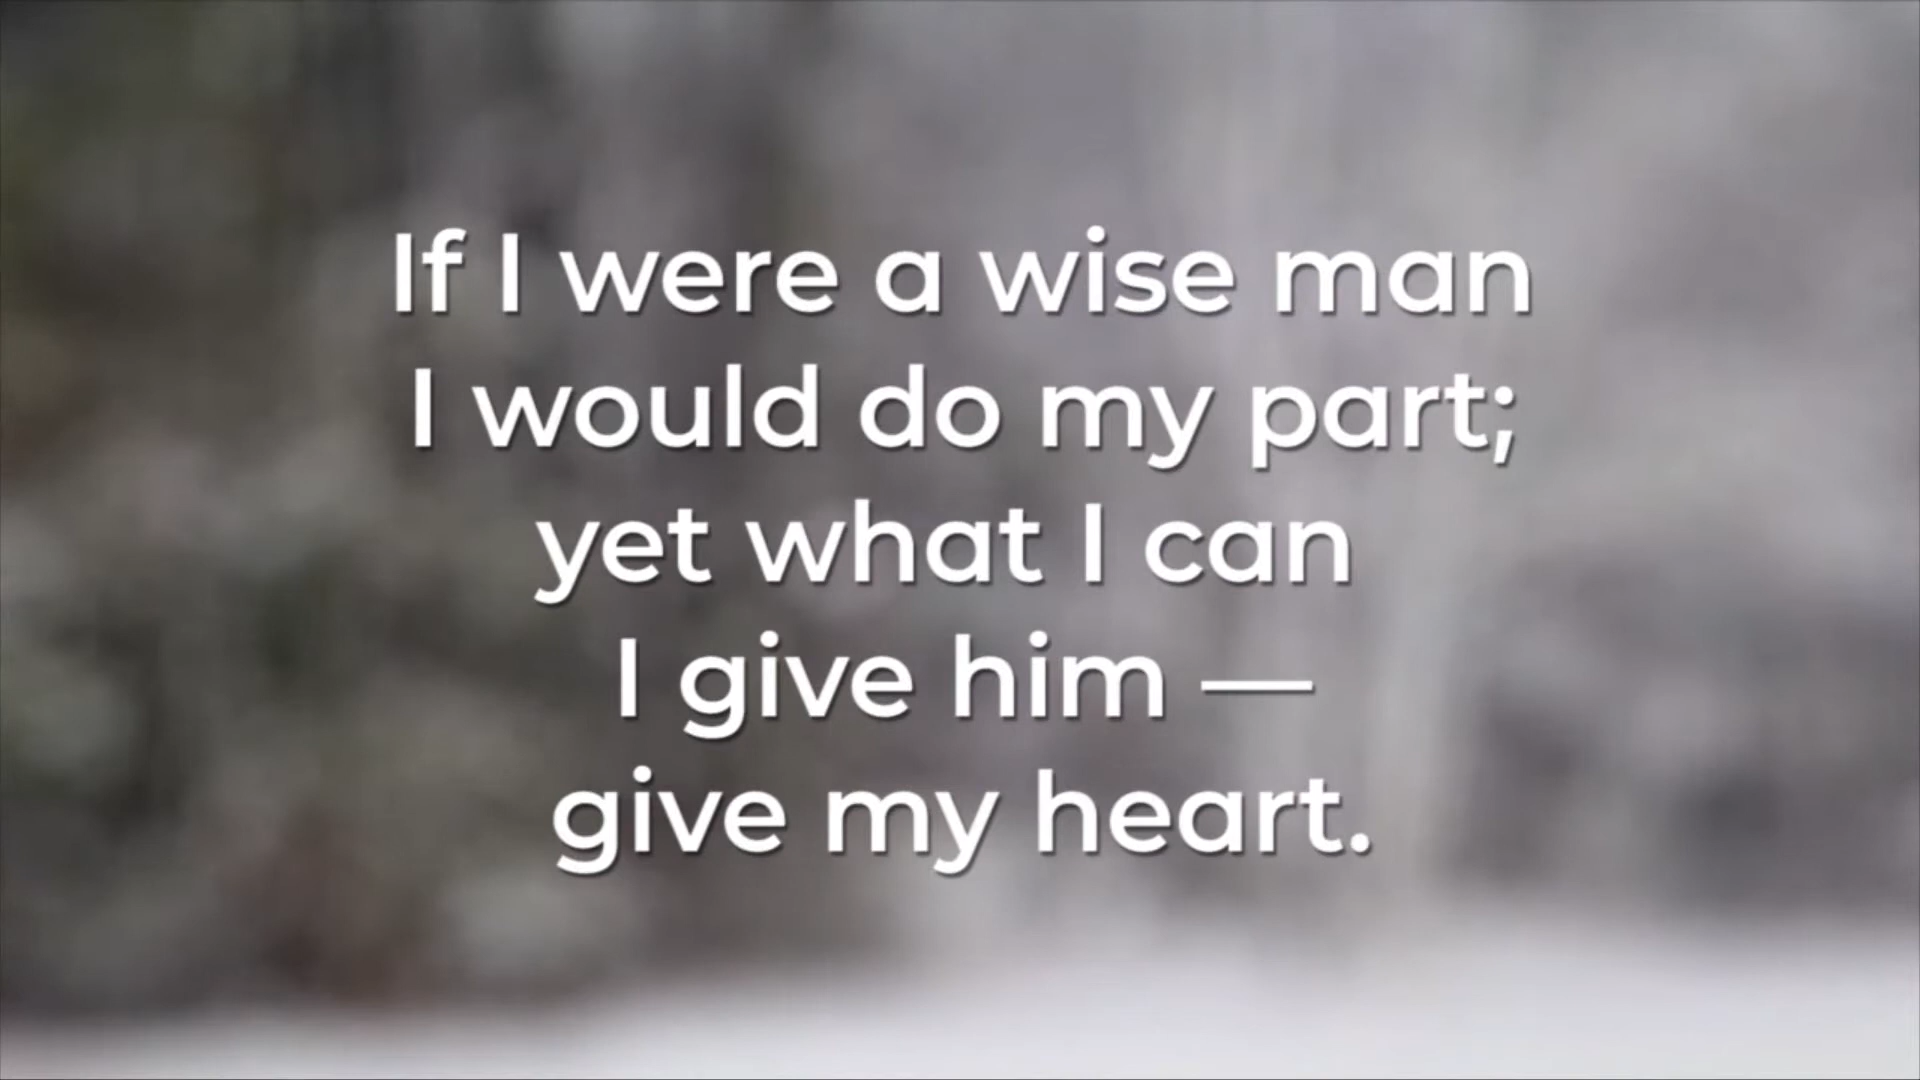 If I were a wise man
I would do my part;
yet what I can
I give him —
give my heart.